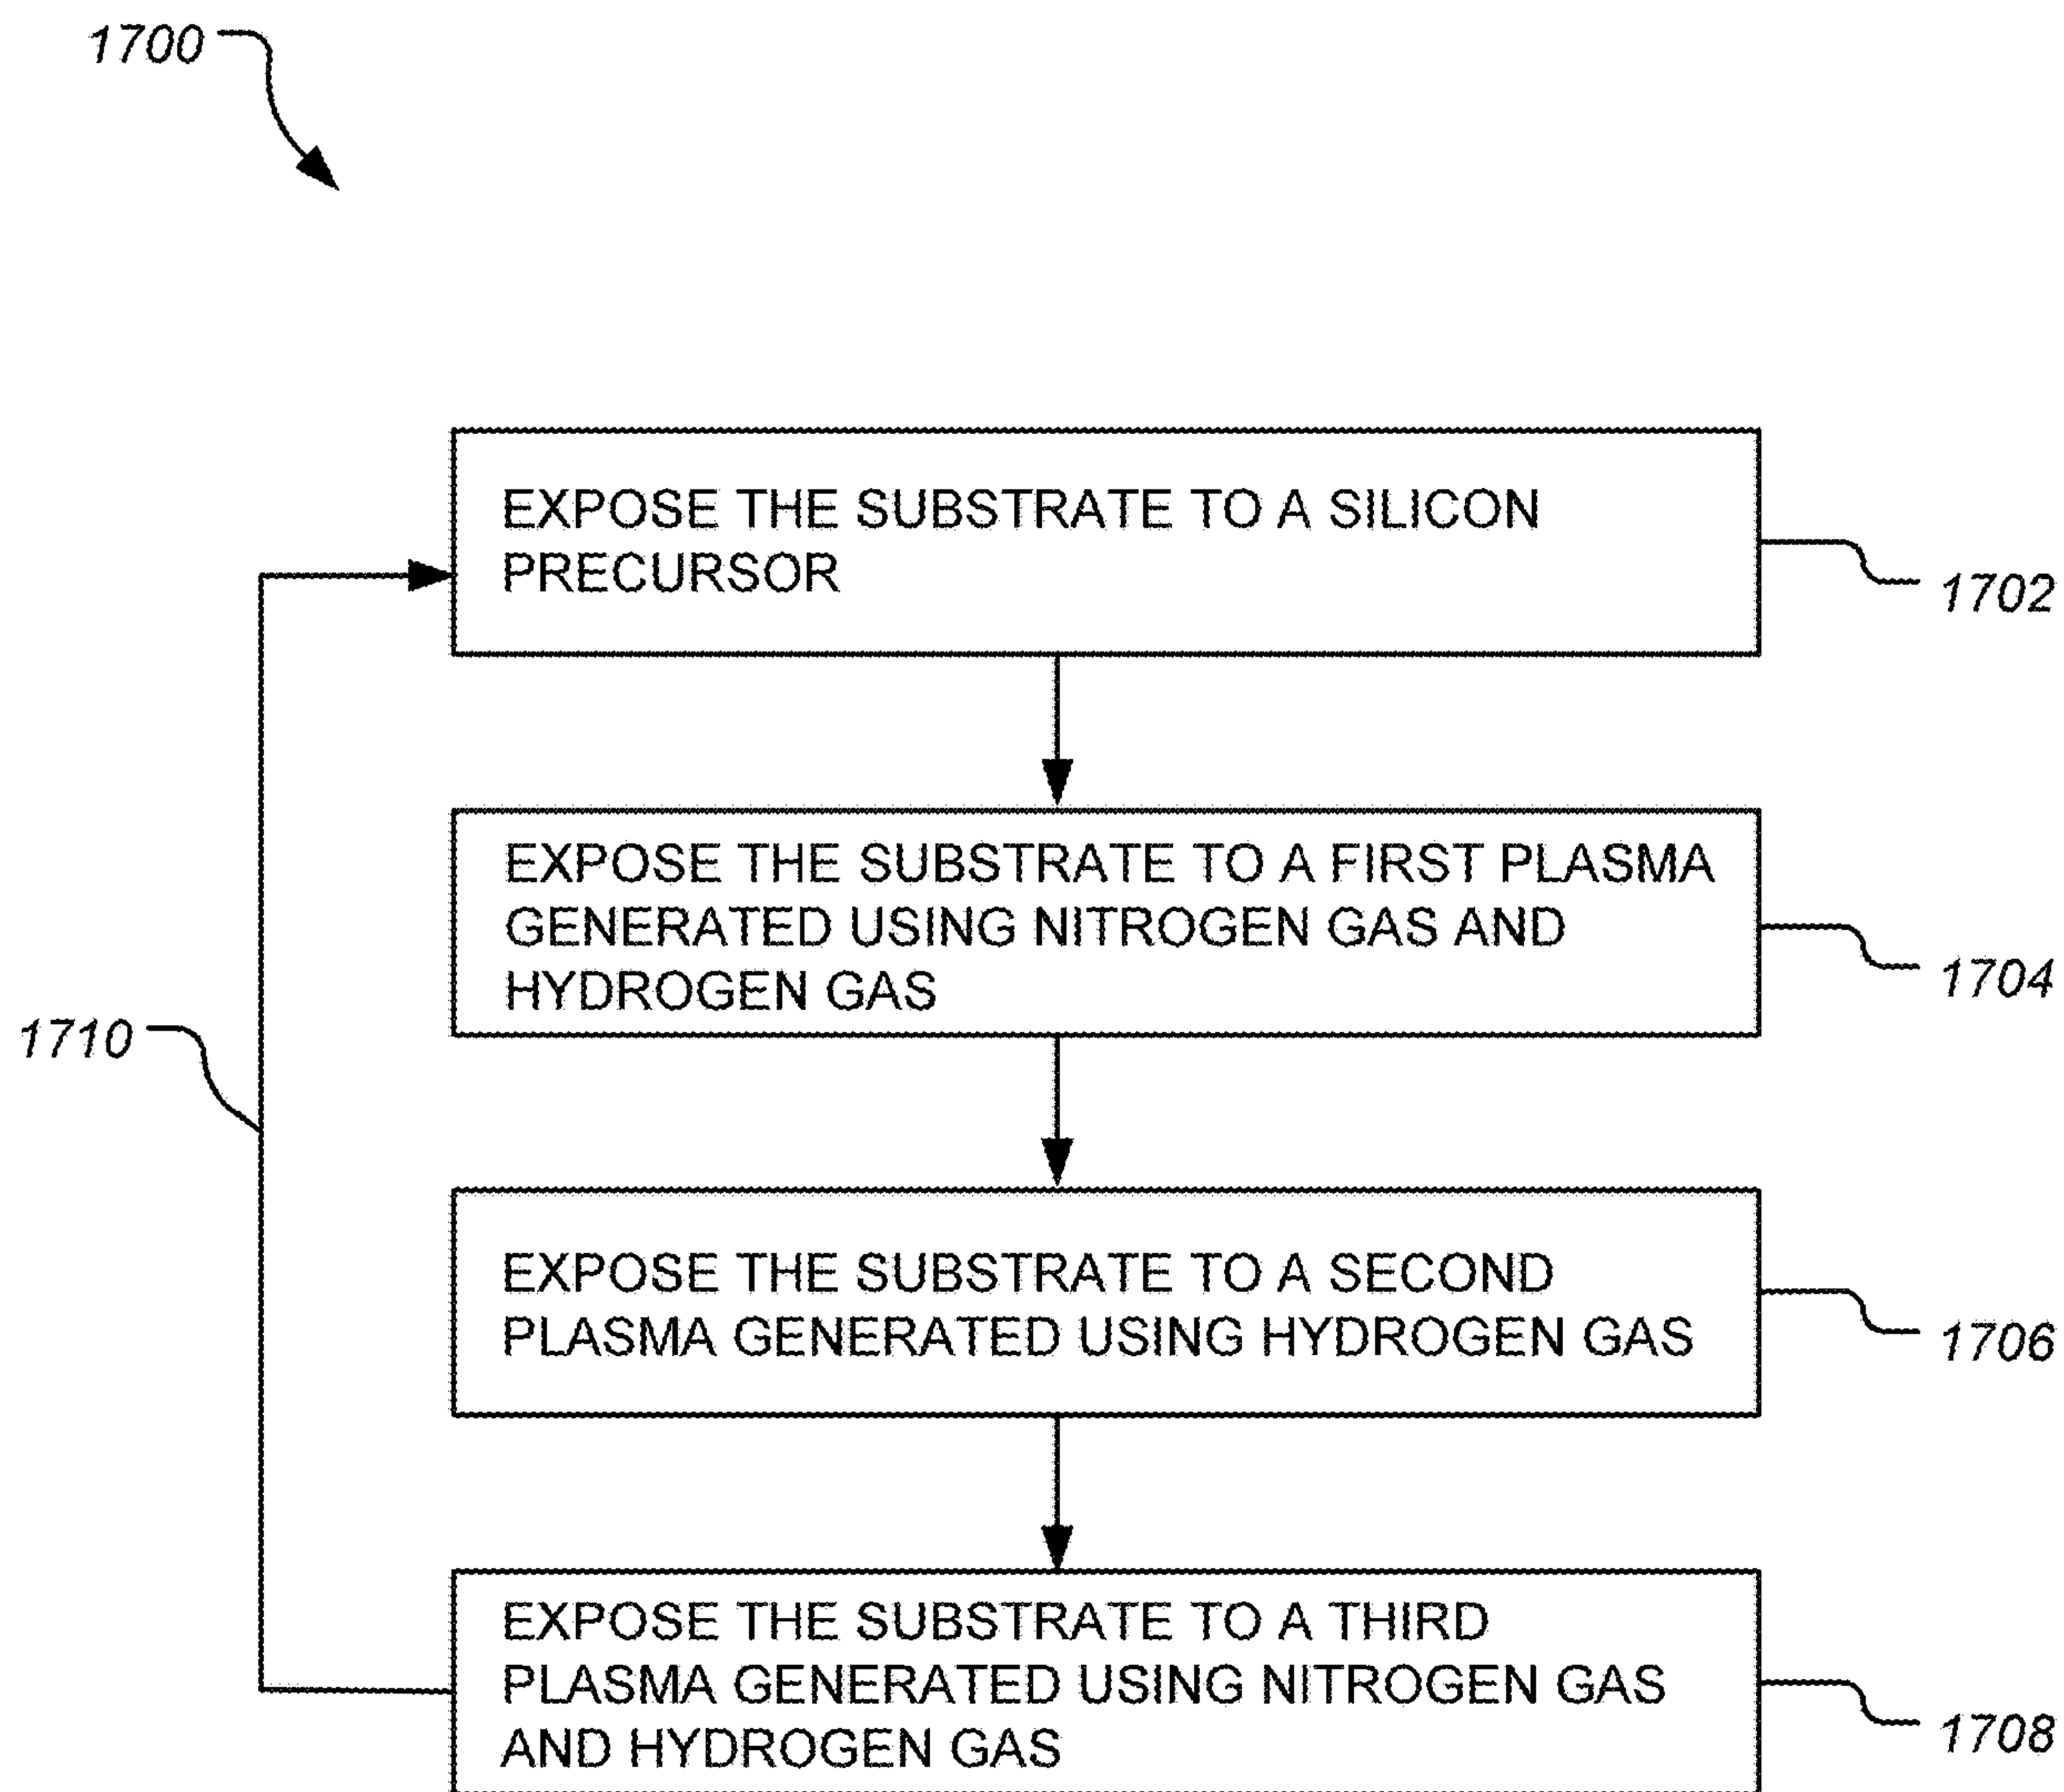 1700
EXPOSE THE SUBSTRATE TO A SILICON
PRECURSOR
1702
EXPOSE THE SUBSTRATE TO A FIRST PLASMA
GENERATED USING NITROGEN GAS AND
HYDROGEN GAS
1704
1710
EXPOSE THE SUBSTRATE TO A SECOND
PLASMA GENERATED USING HYDROGEN GAS
1706
EXPOSE THE SUBSTRATE TO A THIRD
PLASMA GENERATED USING NITROGEN GAS
AND HYDROGEN GAS
1708